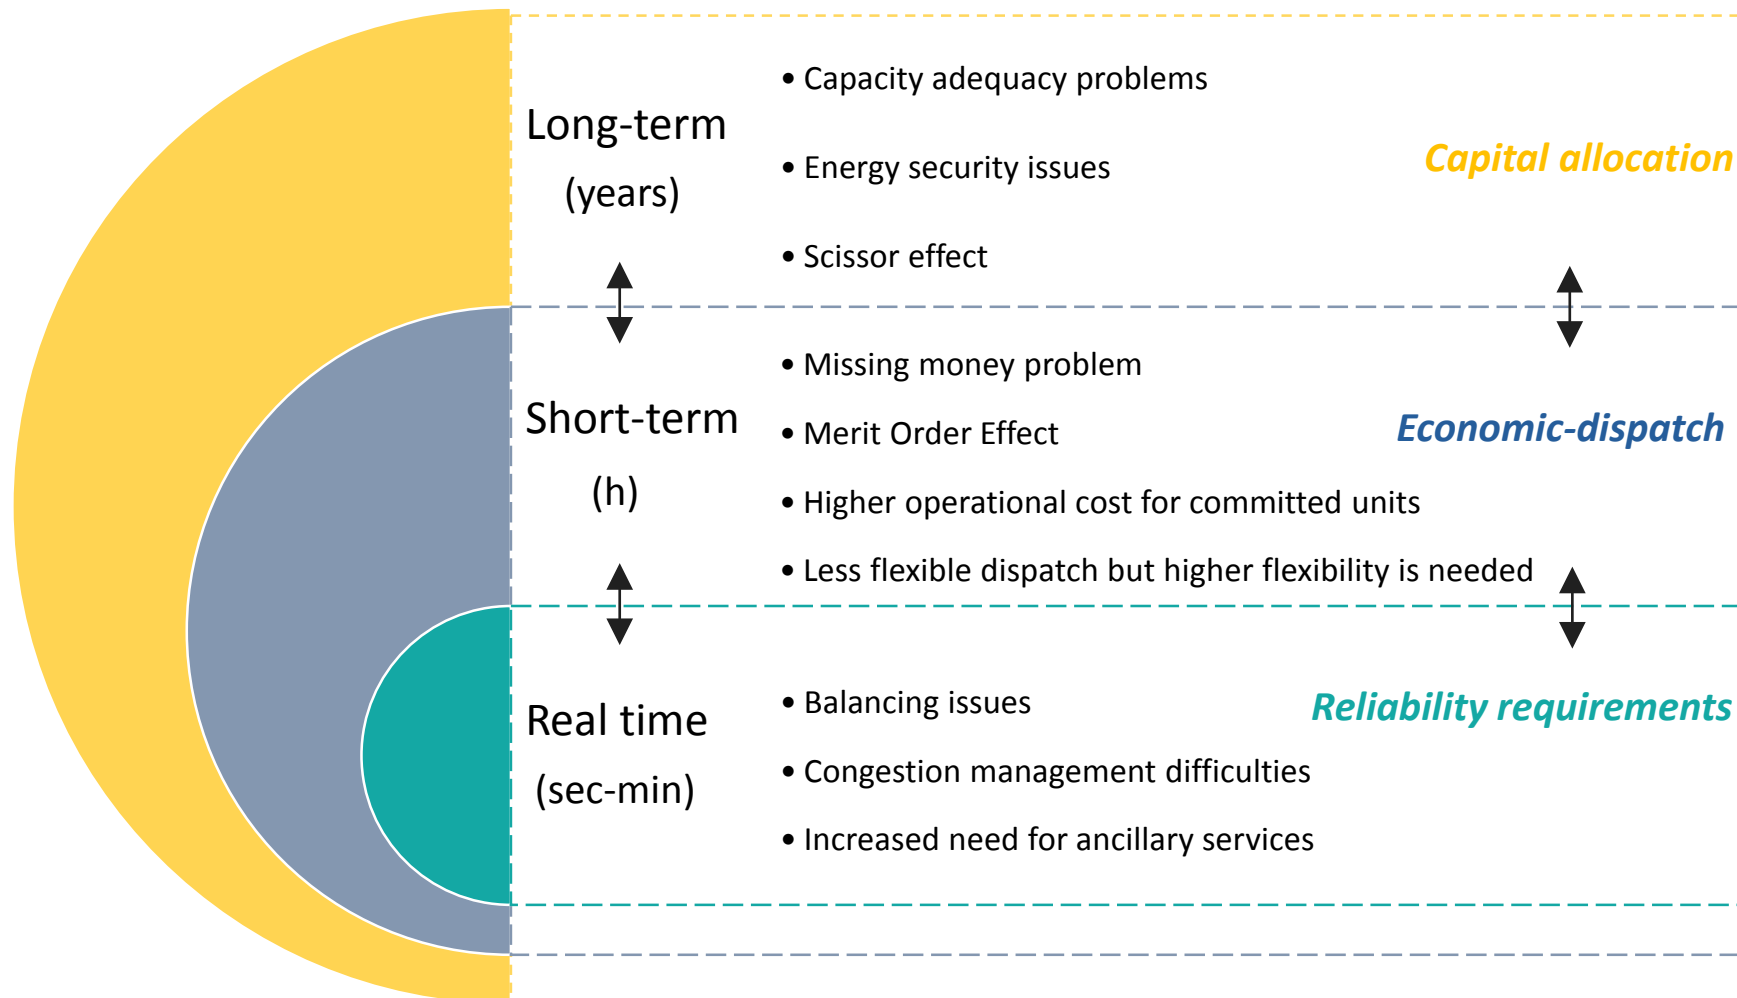 Long-term
(years)
• Capacity adequacy problems
• Energy security issues
• Scissor effect
Capital allocation
Short-term
(h)
• Missing money problem
• Merit Order Effect
• Higher operational cost for committed units
• Less flexible dispatch but higher flexibility is needed
Economic-dispatch
Real time
(sec-min)
• Balancing issues
• Congestion management difficulties
• Increased need for ancillary services
Reliability requirements